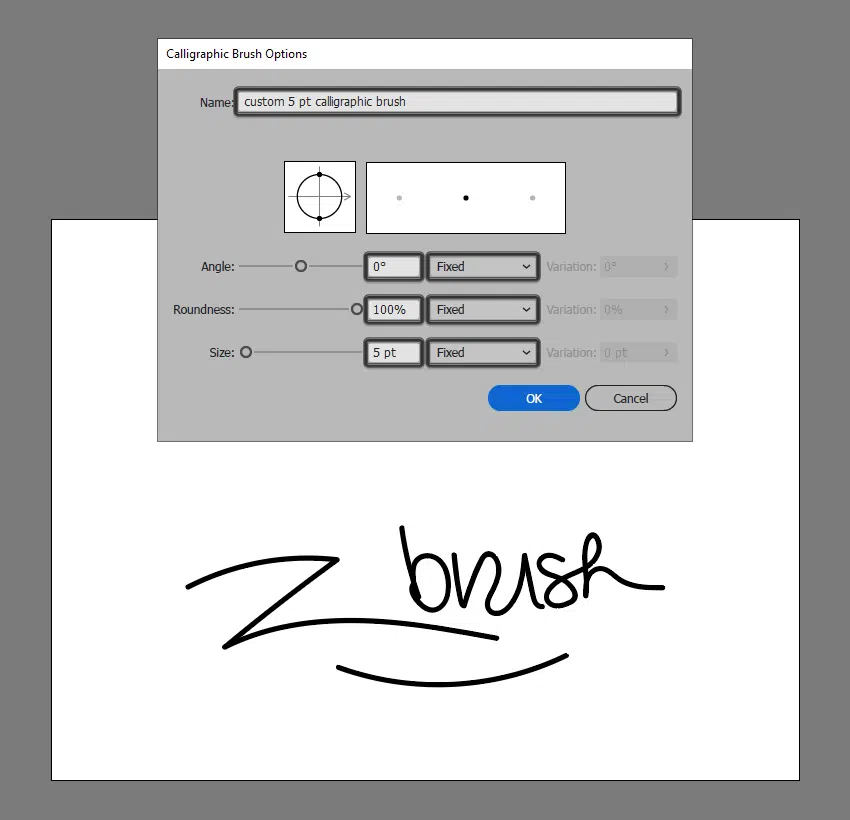 Calligraphic Brush Options
Name: custom 5 pt calligraphic brush
Angle: 0° Fixed Variation: 0°
Roundness: 100% Fixed Variation: 0%
Size: 5 pt Fixed Variation: 0 pt
OK Cancel
Z brush